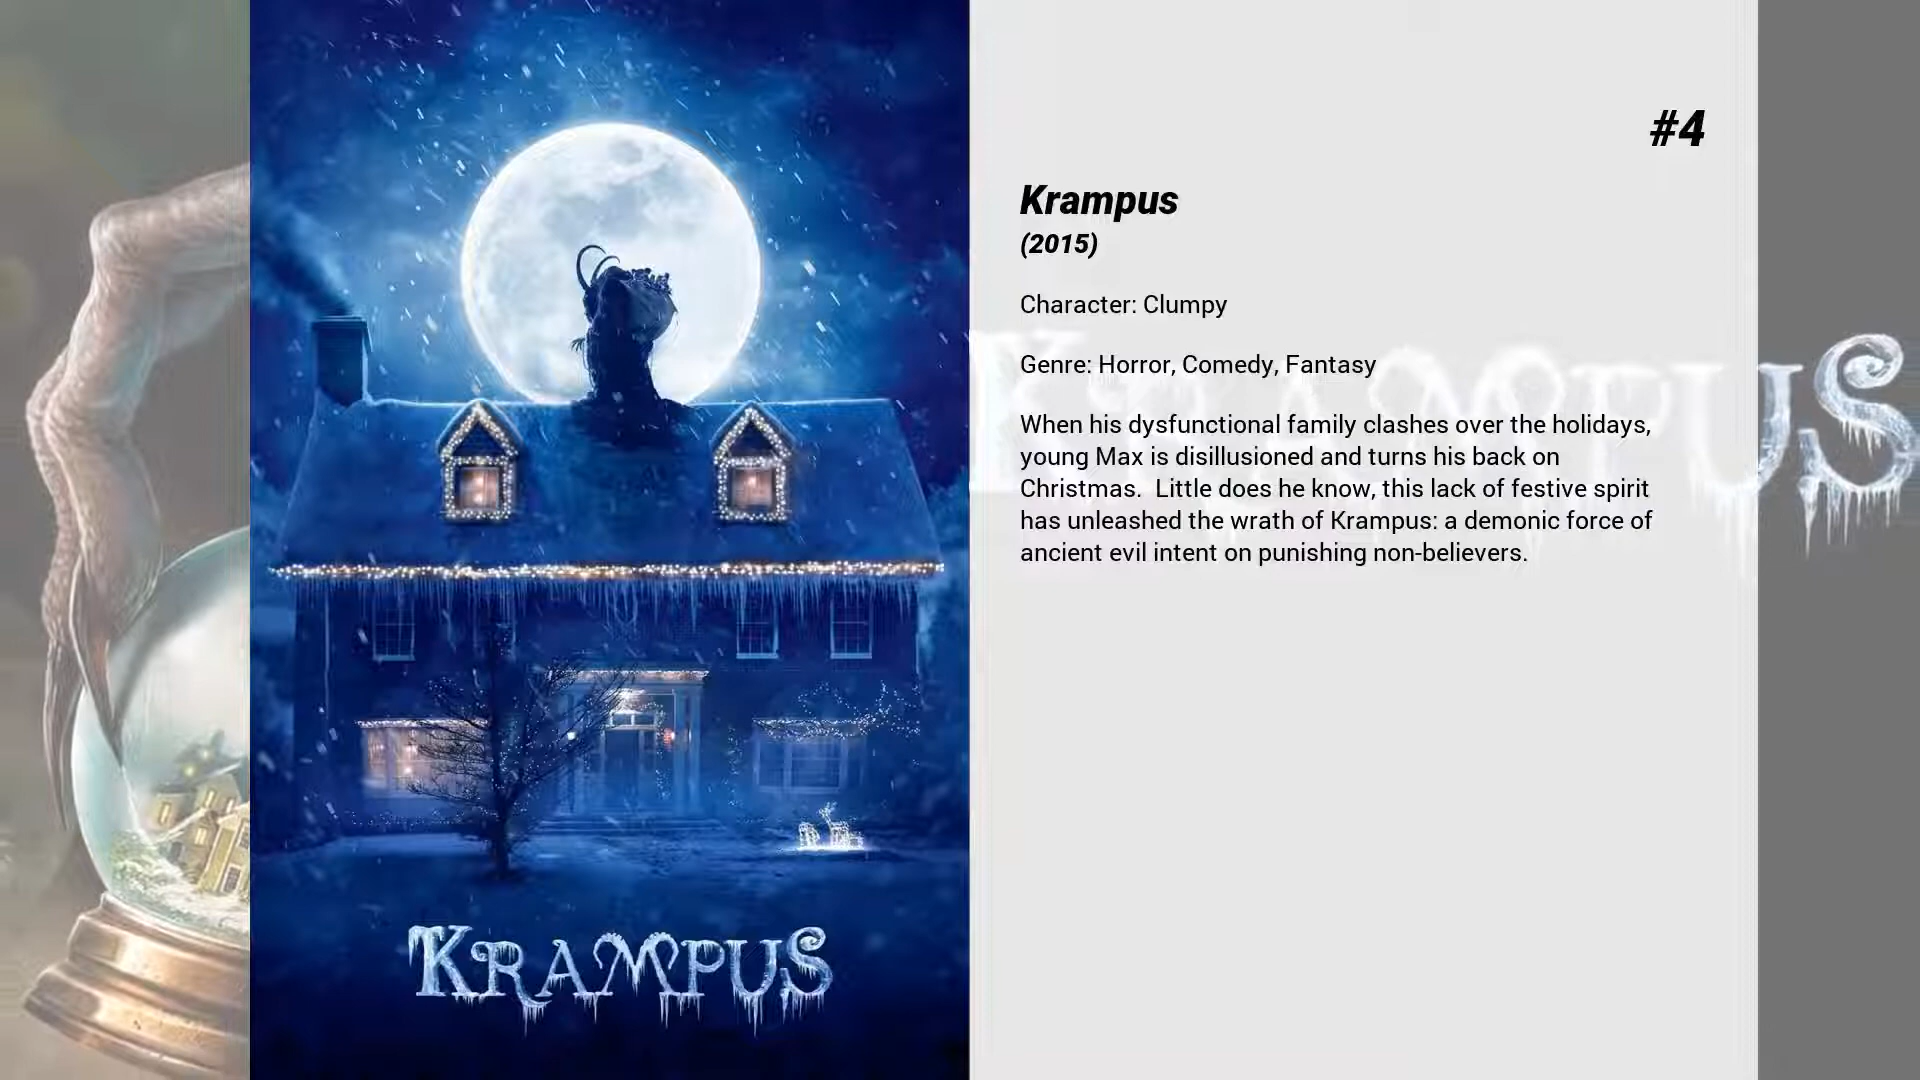 #4
Krampus
(2015)
Character: Clumpy
Genre: Horror, Comedy, Fantasy
When his dysfunctional family clashes over the holidays,
young Max is disillusioned and turns his back on
Christmas.  Little does he know, this lack of festive spirit
has unleashed the wrath of Krampus: a demonic force of
ancient evil intent on punishing non-believers.
KRAMPUS
KRAMPUS